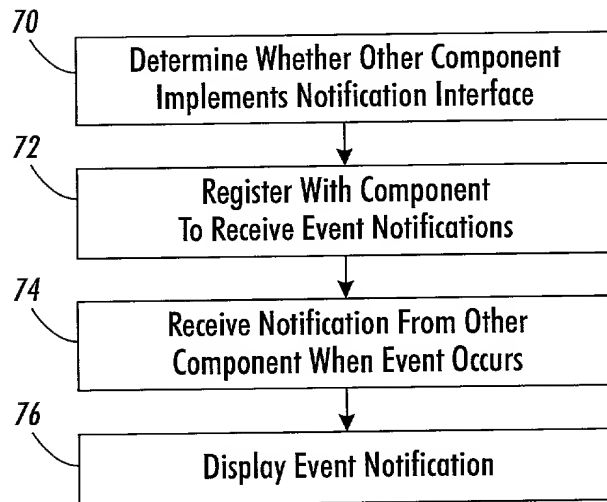 70
Determine Whether Other Component
Implements Notification Interface
72
Register With Component
To Receive Event Notifications
74
Receive Notification From Other
Component When Event Occurs
76
Display Event Notification